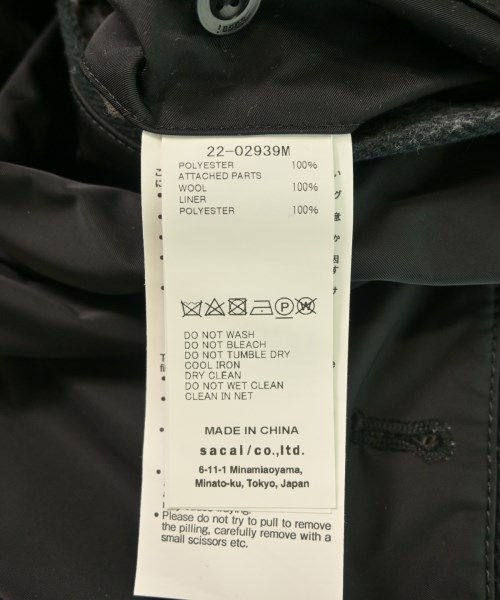 22-02939M
POLYESTER 100%
ATTACHED PARTS
WOOL 100%
LINER
POLYESTER 100%
P
W
DO NOT WASH
DO NOT BLEACH
DO NOT TUMBLE DRY
COOL IRON
DRY CLEAN
DO NOT WET CLEAN
CLEAN IN NET
MADE IN CHINA
sacai/co.,ltd.
6-11-1 Minamiaoyama,
Minato-ku, Tokyo, Japan
* Please do not try to pull to remove
the pilling, carefully remove with a
small scissors etc.